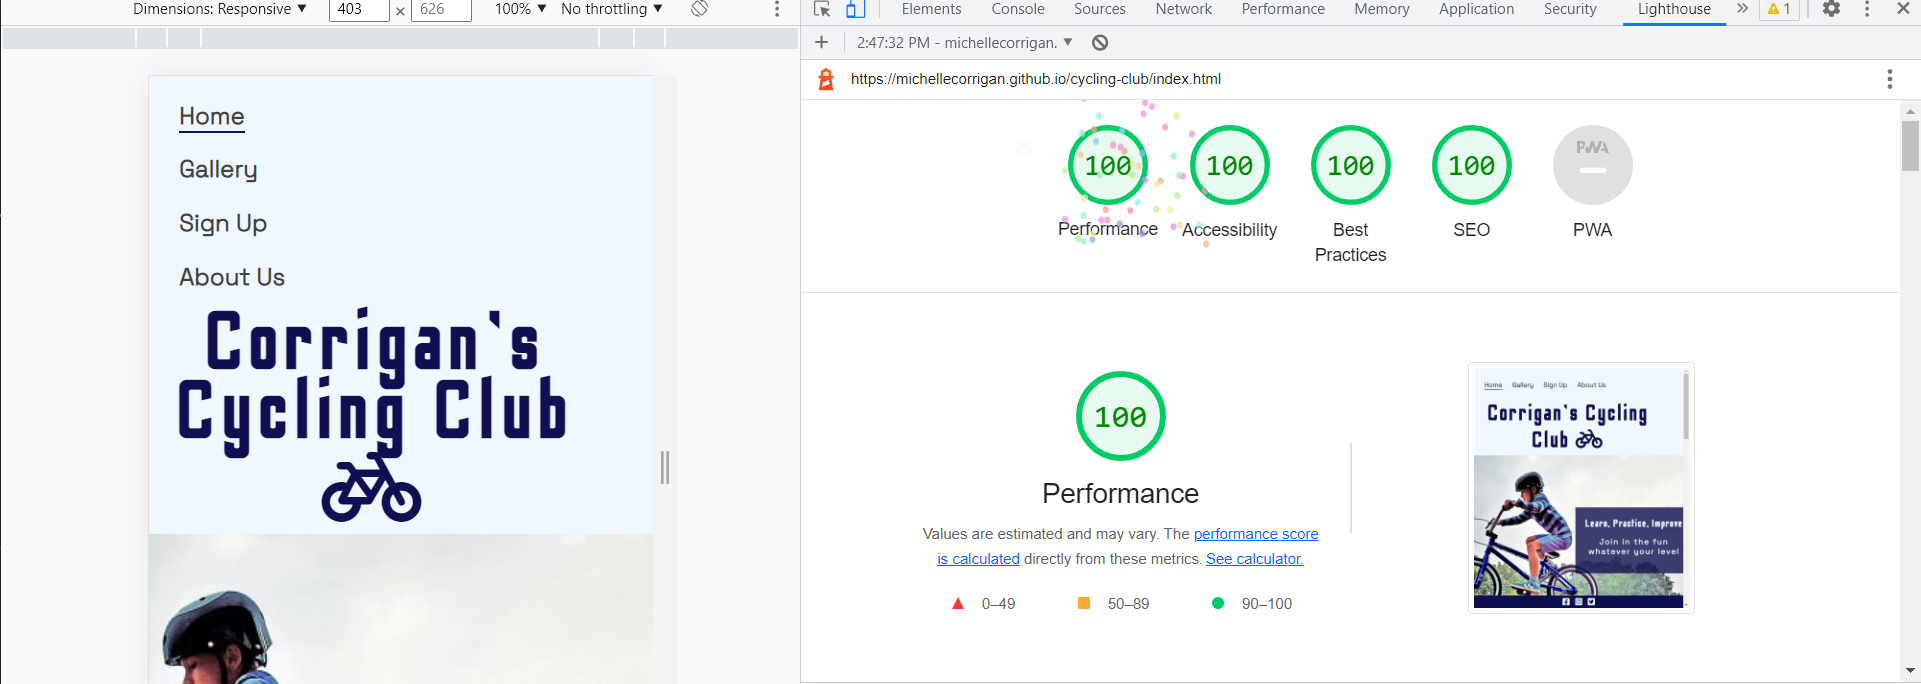 Dimensions: Responsive ▼ 403 × 626 100% ▼ No throttling ▼
Elements Console Sources Network Performance Memory Application Security Lighthouse » 1
2:47:32 PM - michellecorrigan. ▼
https://michellecorrigan.github.io/cycling-club/index.html
Home
Gallery
Sign Up
About Us
Corrigan's
Cycling Club
100 100 100 100 PWA
Performance Accessibility Best Practices SEO PWA
100
Performance
Values are estimated and may vary. The performance score
is calculated directly from these metrics. See calculator.
0–49 50–89 90–100
Home Gallery Sign Up About Us
Corrigan's Cycling
Club
Learn, Practice, Improve
Join in the fun
whatever your level